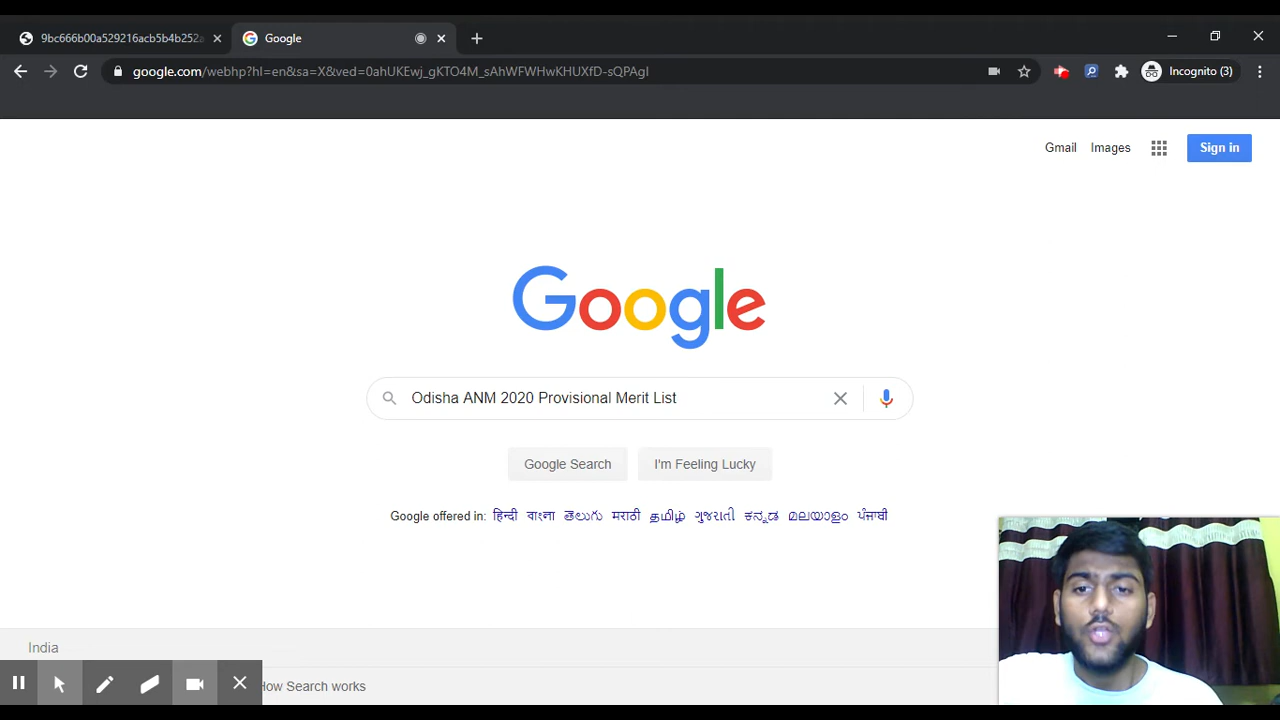 9bc666b00a529216acb5b4b252a
Google
google.com/webhp?hl=en&sa=X&ved=0ahUKEwj_gKTO4M_sAhWFWHwKHUXfD-sQPAgI
Incognito (3)
Gmail Images Sign in
Google
Odisha ANM 2020 Provisional Merit List
Google Search I'm Feeling Lucky
Google offered in: हिन्दी বাংলা తెలుగు मराठी தமிழ் ગુજરાતી ಕನ್ನಡ മലയാളം ਪੰਜਾਬੀ
India
How Search works